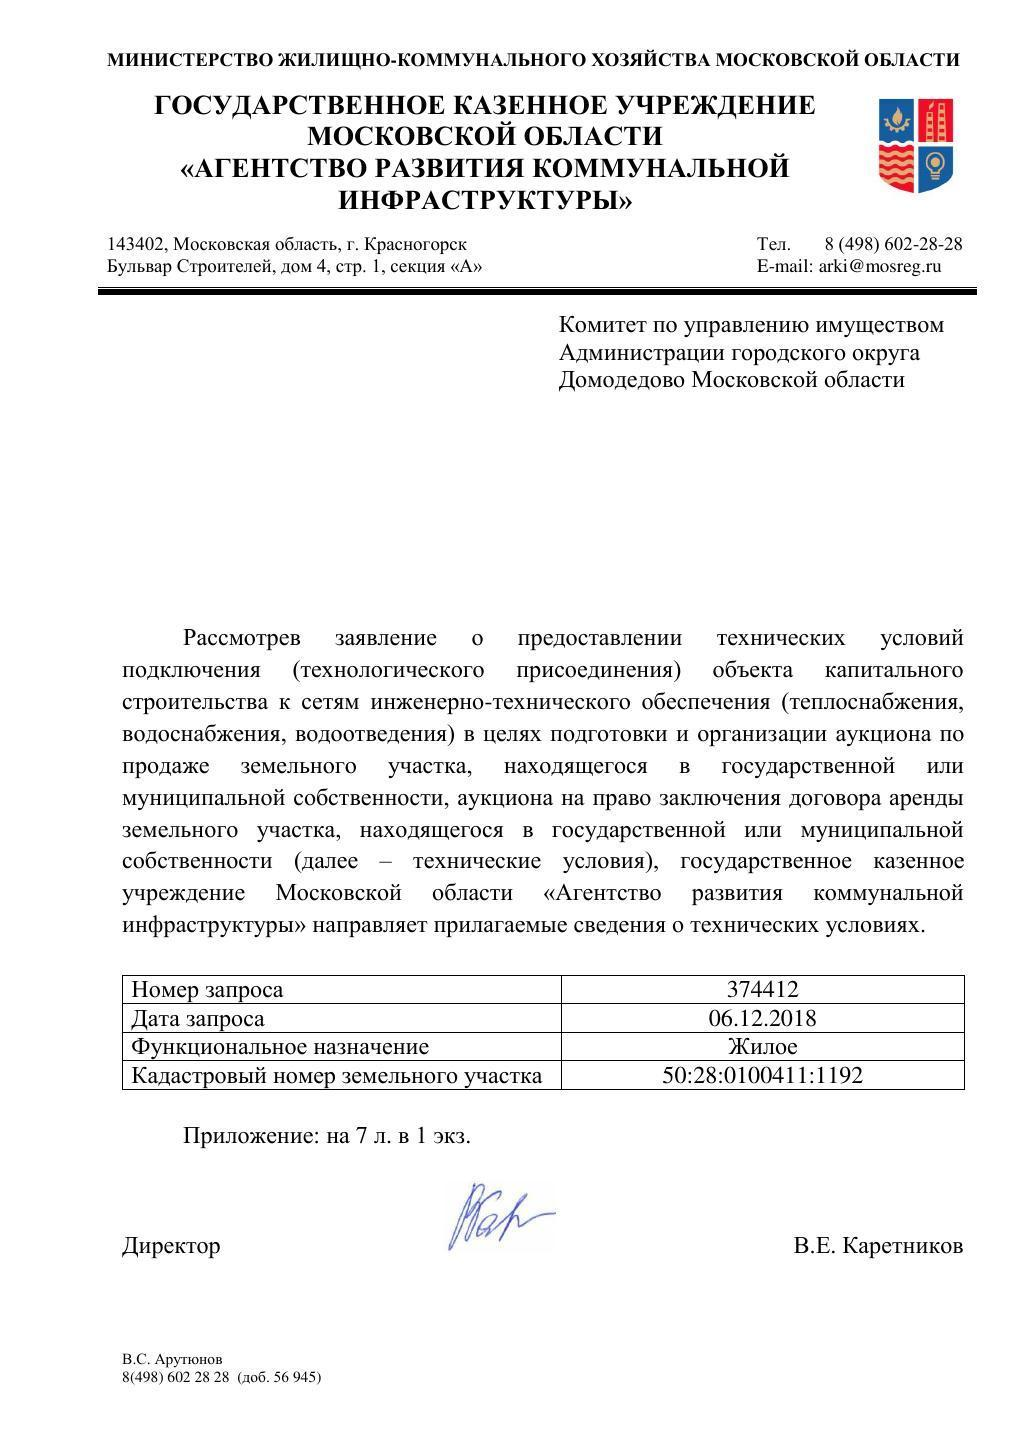 МИНИСТЕРСТВО ЖИЛИЩНО-КОММУНАЛЬНОГО ХОЗЯЙСТВА МОСКОВСКОЙ ОБЛАСТИ
ГОСУДАРСТВЕННОЕ КАЗЕННОЕ УЧРЕЖДЕНИЕ
МОСКОВСКОЙ ОБЛАСТИ
«АГЕНТСТВО РАЗВИТИЯ КОММУНАЛЬНОЙ
ИНФРАСТРУКТУРЫ»
143402, Московская область, г. Красногорск
Бульвар Строителей, дом 4, стр. 1, секция «А»
Тел. 8 (498) 602-28-28
E-mail: arki@mosreg.ru
Комитет по управлению имуществом
Администрации городского округа
Домодедово Московской области
Рассмотрев заявление о предоставлении технических условий
подключения (технологического присоединения) объекта капитального
строительства к сетям инженерно-технического обеспечения (теплоснабжения,
водоснабжения, водоотведения) в целях подготовки и организации аукциона по
продаже земельного участка, находящегося в государственной или
муниципальной собственности, аукциона на право заключения договора аренды
земельного участка, находящегося в государственной или муниципальной
собственности (далее – технические условия), государственное казенное
учреждение Московской области «Агентство развития коммунальной
инфраструктуры» направляет прилагаемые сведения о технических условиях.
Номер запроса 374412
Дата запроса 06.12.2018
Функциональное назначение Жилое
Кадастровый номер земельного участка 50:28:0100411:1192
Приложение: на 7 л. в 1 экз.
Директор В.Е. Каретников
В.С. Арутюнов
8(498) 602 28 28 (доб. 56 945)